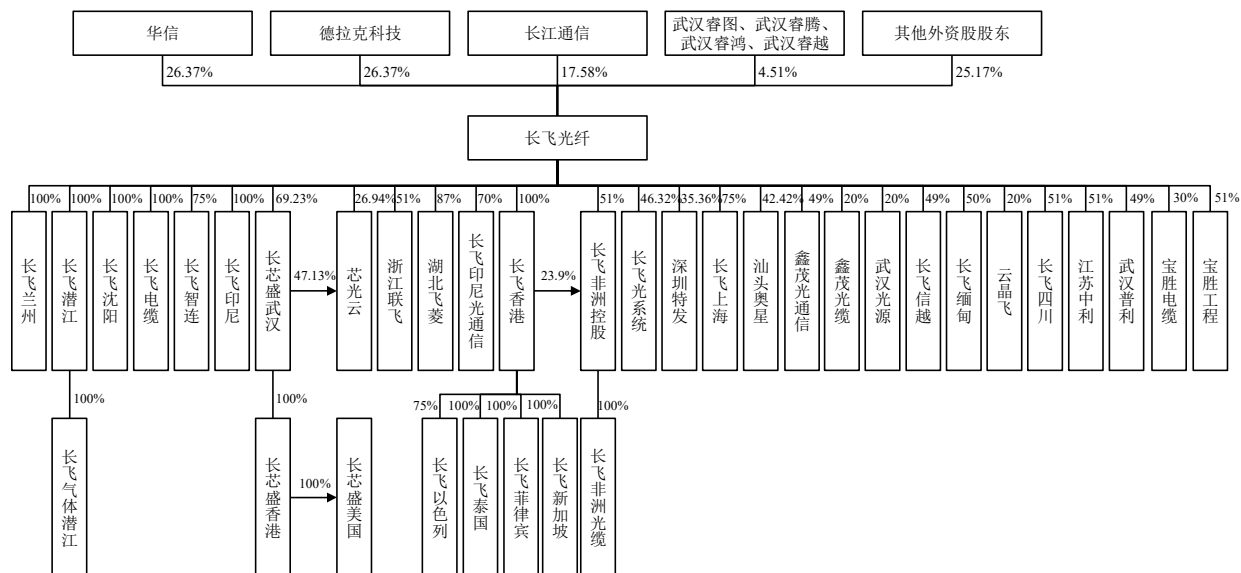 华信
德拉克科技
长江通信
武汉睿图、武汉睿腾、
武汉睿鸿、武汉睿越
其他外资股股东
26.37%
26.37%
17.58%
4.51%
25.17%
长飞光纤
100%
100%
100%
100%
75%
100%
69.23%
26.94%
51%
87%
70%
100%
51%
46.32%
35.36%
75%
42.42%
49%
20%
20%
49%
50%
20%
51%
51%
49%
30%
51%
长飞兰州
长飞潜江
长飞沈阳
长飞电缆
长飞智连
长飞印尼
长芯盛武汉
47.13%
芯光云
浙江联飞
湖北飞菱
长飞印尼光通信
长飞香港
23.9%
长飞非洲控股
长飞光系统
深圳特发
长飞上海
汕头奥星
鑫茂光通信
鑫茂光缆
武汉光源
长飞信越
长飞缅甸
云晶飞
长飞四川
江苏中利
武汉普利
宝胜电缆
宝胜工程
100%
100%
75%
100%
100%
100%
100%
长飞气体潜江
长芯盛香港
100%
长芯盛美国
长飞以色列
长飞泰国
长飞菲律宾
长飞新加坡
长飞非洲光缆